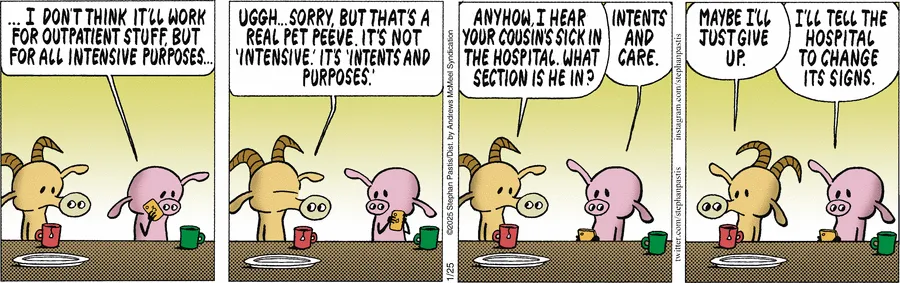 ... I DON'T THINK IT'LL WORK
FOR OUTPATIENT STUFF, BUT
FOR ALL INTENSIVE PURPOSES...
UGGH...SORRY, BUT THAT'S A
REAL PET PEEVE. IT'S NOT
'INTENSIVE.' IT'S 'INTENTS AND
PURPOSES.'
©2025 Stephan Pastis/Dist. by Andrews McMeel Syndication
1/25
ANYHOW, I HEAR
YOUR COUSIN'S SICK IN
THE HOSPITAL. WHAT
SECTION IS HE IN?
INTENTS
AND
CARE.
twitter.com/stephanpastis
instagram.com/stephanpastis
MAYBE I'LL
JUST GIVE
UP.
I'LL TELL THE
HOSPITAL
TO CHANGE
ITS SIGNS.